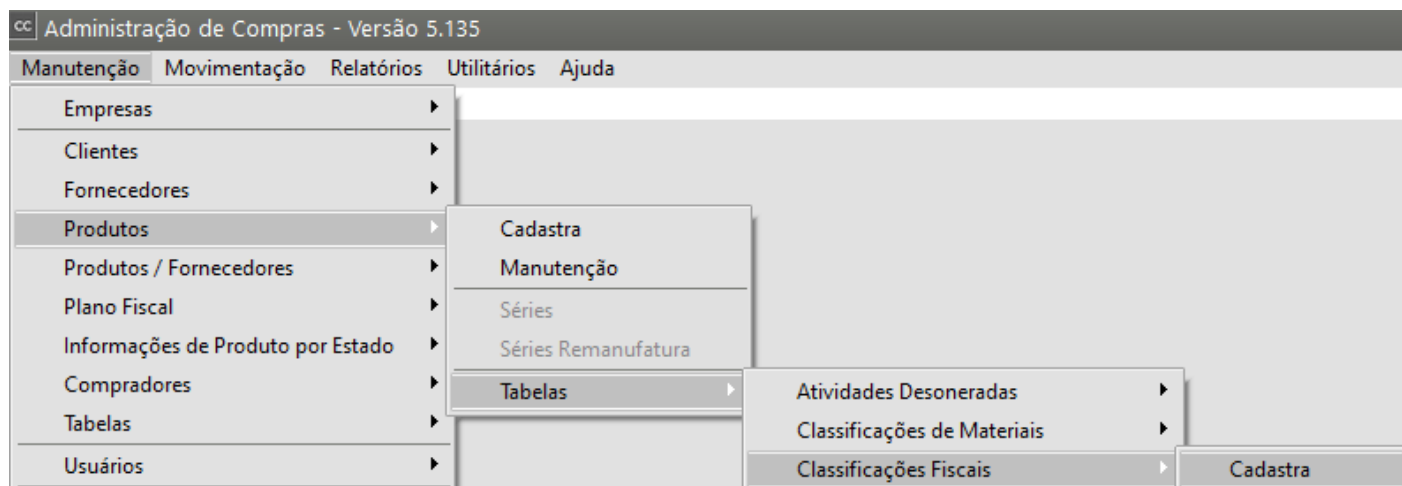 cc Administração de Compras - Versão 5.135
Manutenção Movimentação Relatórios Utilitários Ajuda
Empresas
Clientes
Fornecedores
Produtos
Produtos / Fornecedores
Plano Fiscal
Informações de Produto por Estado
Compradores
Tabelas
Usuários
Cadastra
Manutenção
Séries
Séries Remanufatura
Tabelas
Atividades Desoneradas
Classificações de Materiais
Classificações Fiscais
Cadastra